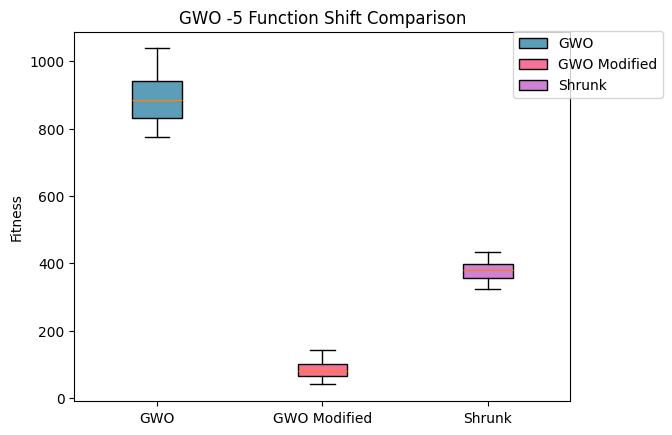 GWO -5 Function Shift Comparison
GWO
GWO Modified
Shrunk
1000
800
600
400
200
0
Fitness
GWO
GWO Modified
Shrunk